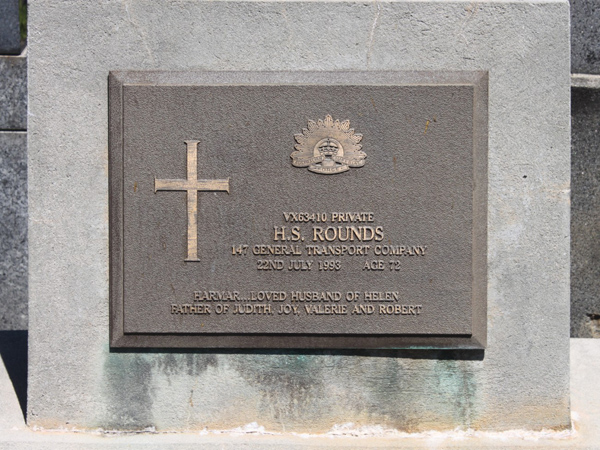 VX63410 PRIVATE
H.S. ROUNDS
147 GENERAL TRANSPORT COMPANY
22ND JULY 1993 AGE 72
HARMAR...LOVED HUSBAND OF HELEN
FATHER OF JUDITH, JOY, VALERIE AND ROBERT